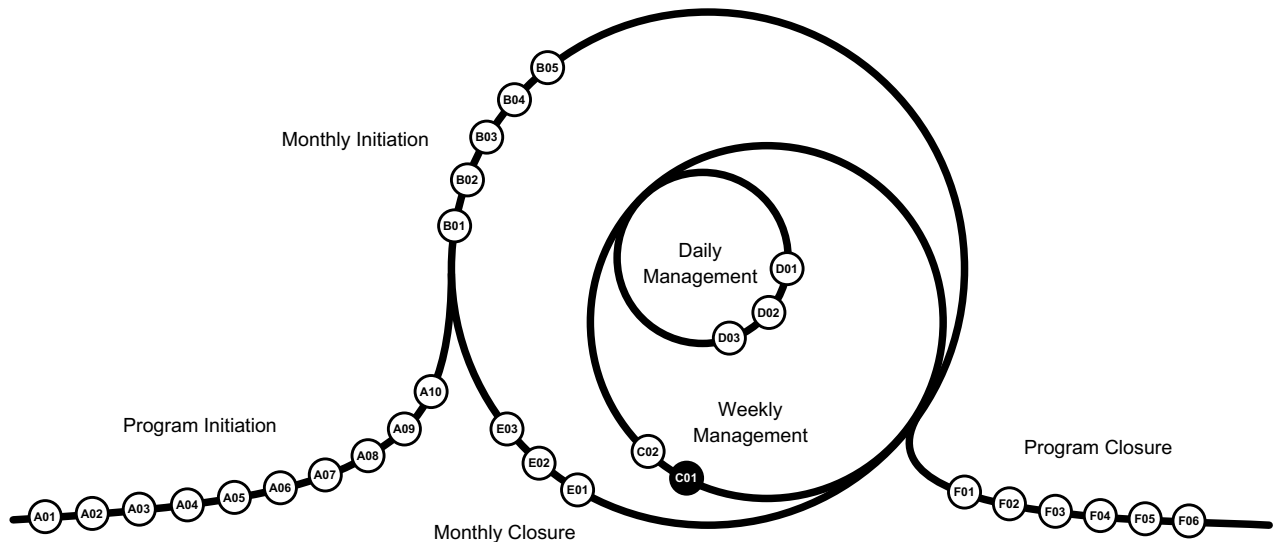 B05
B04
Monthly Initiation
B03
B02
B01
Daily
Management
D01
D02
D03
A10
Program Initiation
A09
A08
A07
A06
A05
A04
A03
A02
A01
Weekly
Management
C02
C01
E03
E02
E01
Monthly Closure
Program Closure
F01
F02
F03
F04
F05
F06